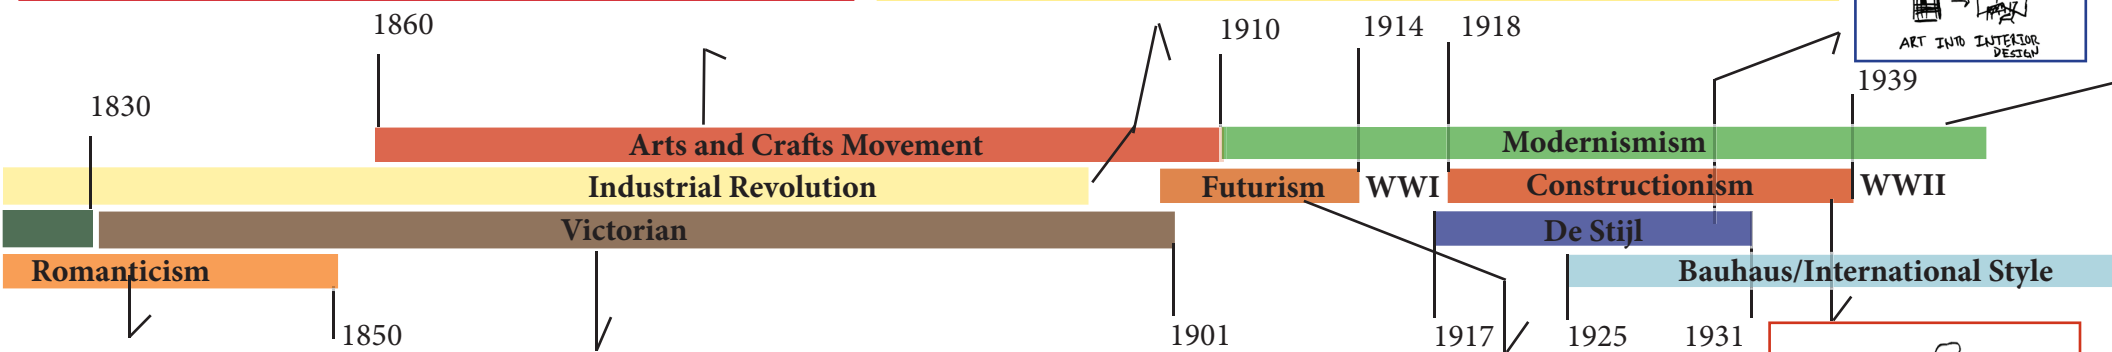 1860
1910
1914
1918
ART INTO INTERIOR
DESIGN
1939
1830
Arts and Crafts Movement
Modernismism
Industrial Revolution
Futurism
WWI
Constructionism
WWII
Victorian
De Stijl
Romanticism
Bauhaus/International Style
1850
1901
1917
1925
1931